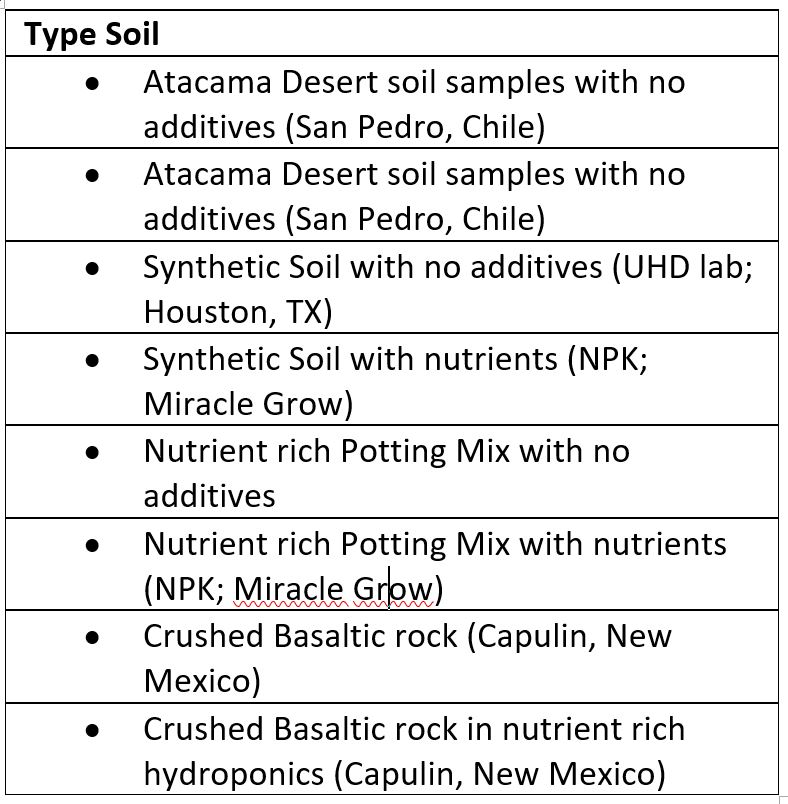 Type Soil
• Atacama Desert soil samples with no
additives (San Pedro, Chile)
• Atacama Desert soil samples with no
additives (San Pedro, Chile)
• Synthetic Soil with no additives (UHD lab;
Houston, TX)
• Synthetic Soil with nutrients (NPK;
Miracle Grow)
• Nutrient rich Potting Mix with no
additives
• Nutrient rich Potting Mix with nutrients
(NPK; Miracle Grow)
• Crushed Basaltic rock (Capulin, New
Mexico)
• Crushed Basaltic rock in nutrient rich
hydroponics (Capulin, New Mexico)